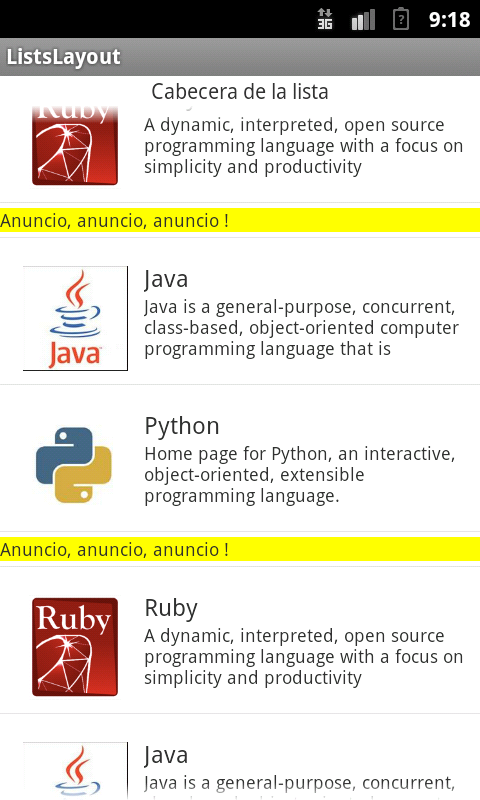 3G 9:18
ListsLayout
Cabecera de la lista
Ruby
A dynamic, interpreted, open source
programming language with a focus on
simplicity and productivity
Anuncio, anuncio, anuncio !
Java
Java is a general-purpose, concurrent,
class-based, object-oriented computer
programming language that is
Java
Python
Home page for Python, an interactive,
object-oriented, extensible
programming language.
Anuncio, anuncio, anuncio !
Ruby
Ruby
A dynamic, interpreted, open source
programming language with a focus on
simplicity and productivity
Java
Java is a general-purpose, concurrent,